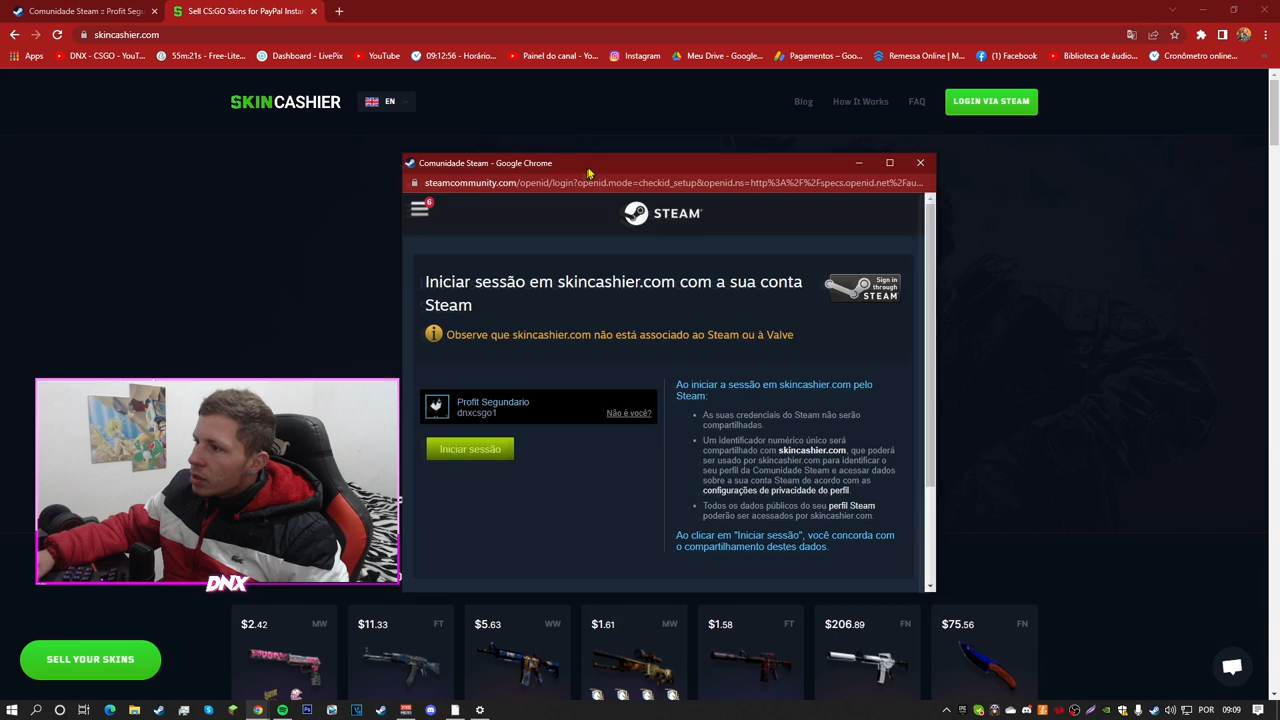 Comunidade Steam :: Profit Segu
Sell CS:GO Skins for PayPal Insta
skincashier.com
Apps
DNX - CSGO - YouT...
55m:21s - Free-Lite...
Dashboard - LivePix
YouTube
09:12:56 - Horário...
Painel do canal - Yo...
Instagram
Meu Drive - Google...
Pagamentos – Goo...
Remessa Online | M...
(1) Facebook
Biblioteca de áudio...
Cronômetro online...
SKINCASHIER
EN
Blog
How It Works
FAQ
LOGIN VIA STEAM
Comunidade Steam - Google Chrome
steamcommunity.com/openid/login?openid.mode=checkid_setup&openid.ns=http%3A%2F%2Fspecs.openid.net%2Fau...
6
STEAM
Iniciar sessão em skincashier.com com a sua conta
Steam
Sign in
through
STEAM
Observe que skincashier.com não está associado ao Steam ou à Valve
Profit Segundario
dnxcsgo1
Não é você?
Iniciar sessão
Ao iniciar a sessão em skincashier.com pelo
Steam:
As suas credenciais do Steam não serão
compartilhadas.
Um identificador numérico único será
compartilhado com skincashier.com, que poderá
ser usado por skincashier.com para identificar o
seu perfil da Comunidade Steam e acessar dados
sobre a sua conta Steam de acordo com as
configurações de privacidade do perfil.
Todos os dados públicos do seu perfil Steam
poderão ser acessados por skincashier.com.
Ao clicar em "Iniciar sessão", você concorda com
o compartilhamento destes dados.
DNX
$2.42 MW
$11.33 FT
$5.63 WW
$1.61 MW
$1.58 FT
$206.89 FN
$75.56 FN
SELL YOUR SKINS
POR
09:09